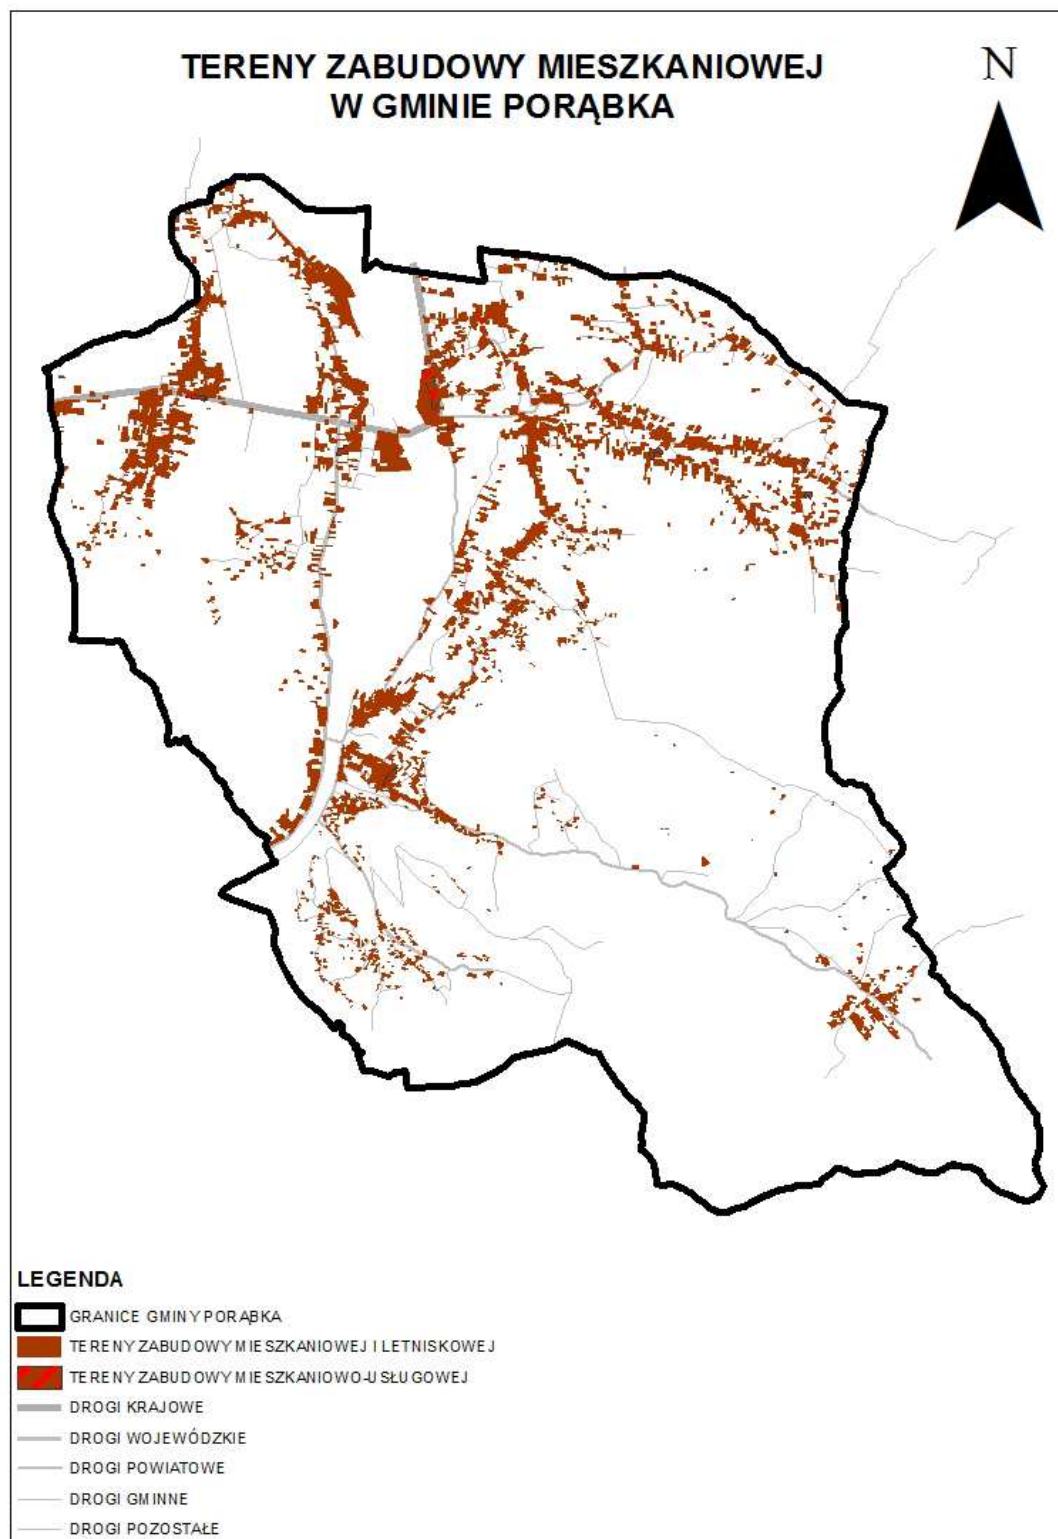 TERENY ZABUDOWY MIESZKANIOWEJ
W GMINIE PORĄBKA
N
LEGENDA
GRANICE GMINY PORĄBKA
TERENY ZABUDOWY MIESZKANIOWEJ I LETNISKOWEJ
TERENY ZABUDOWY MIESZKANIOWO-USŁUGOWEJ
DROGI KRAJOWE
DROGI WOJEWÓDZKIE
DROGI POWIATOWE
DROGI GMINNE
DROGI POZOSTAŁE